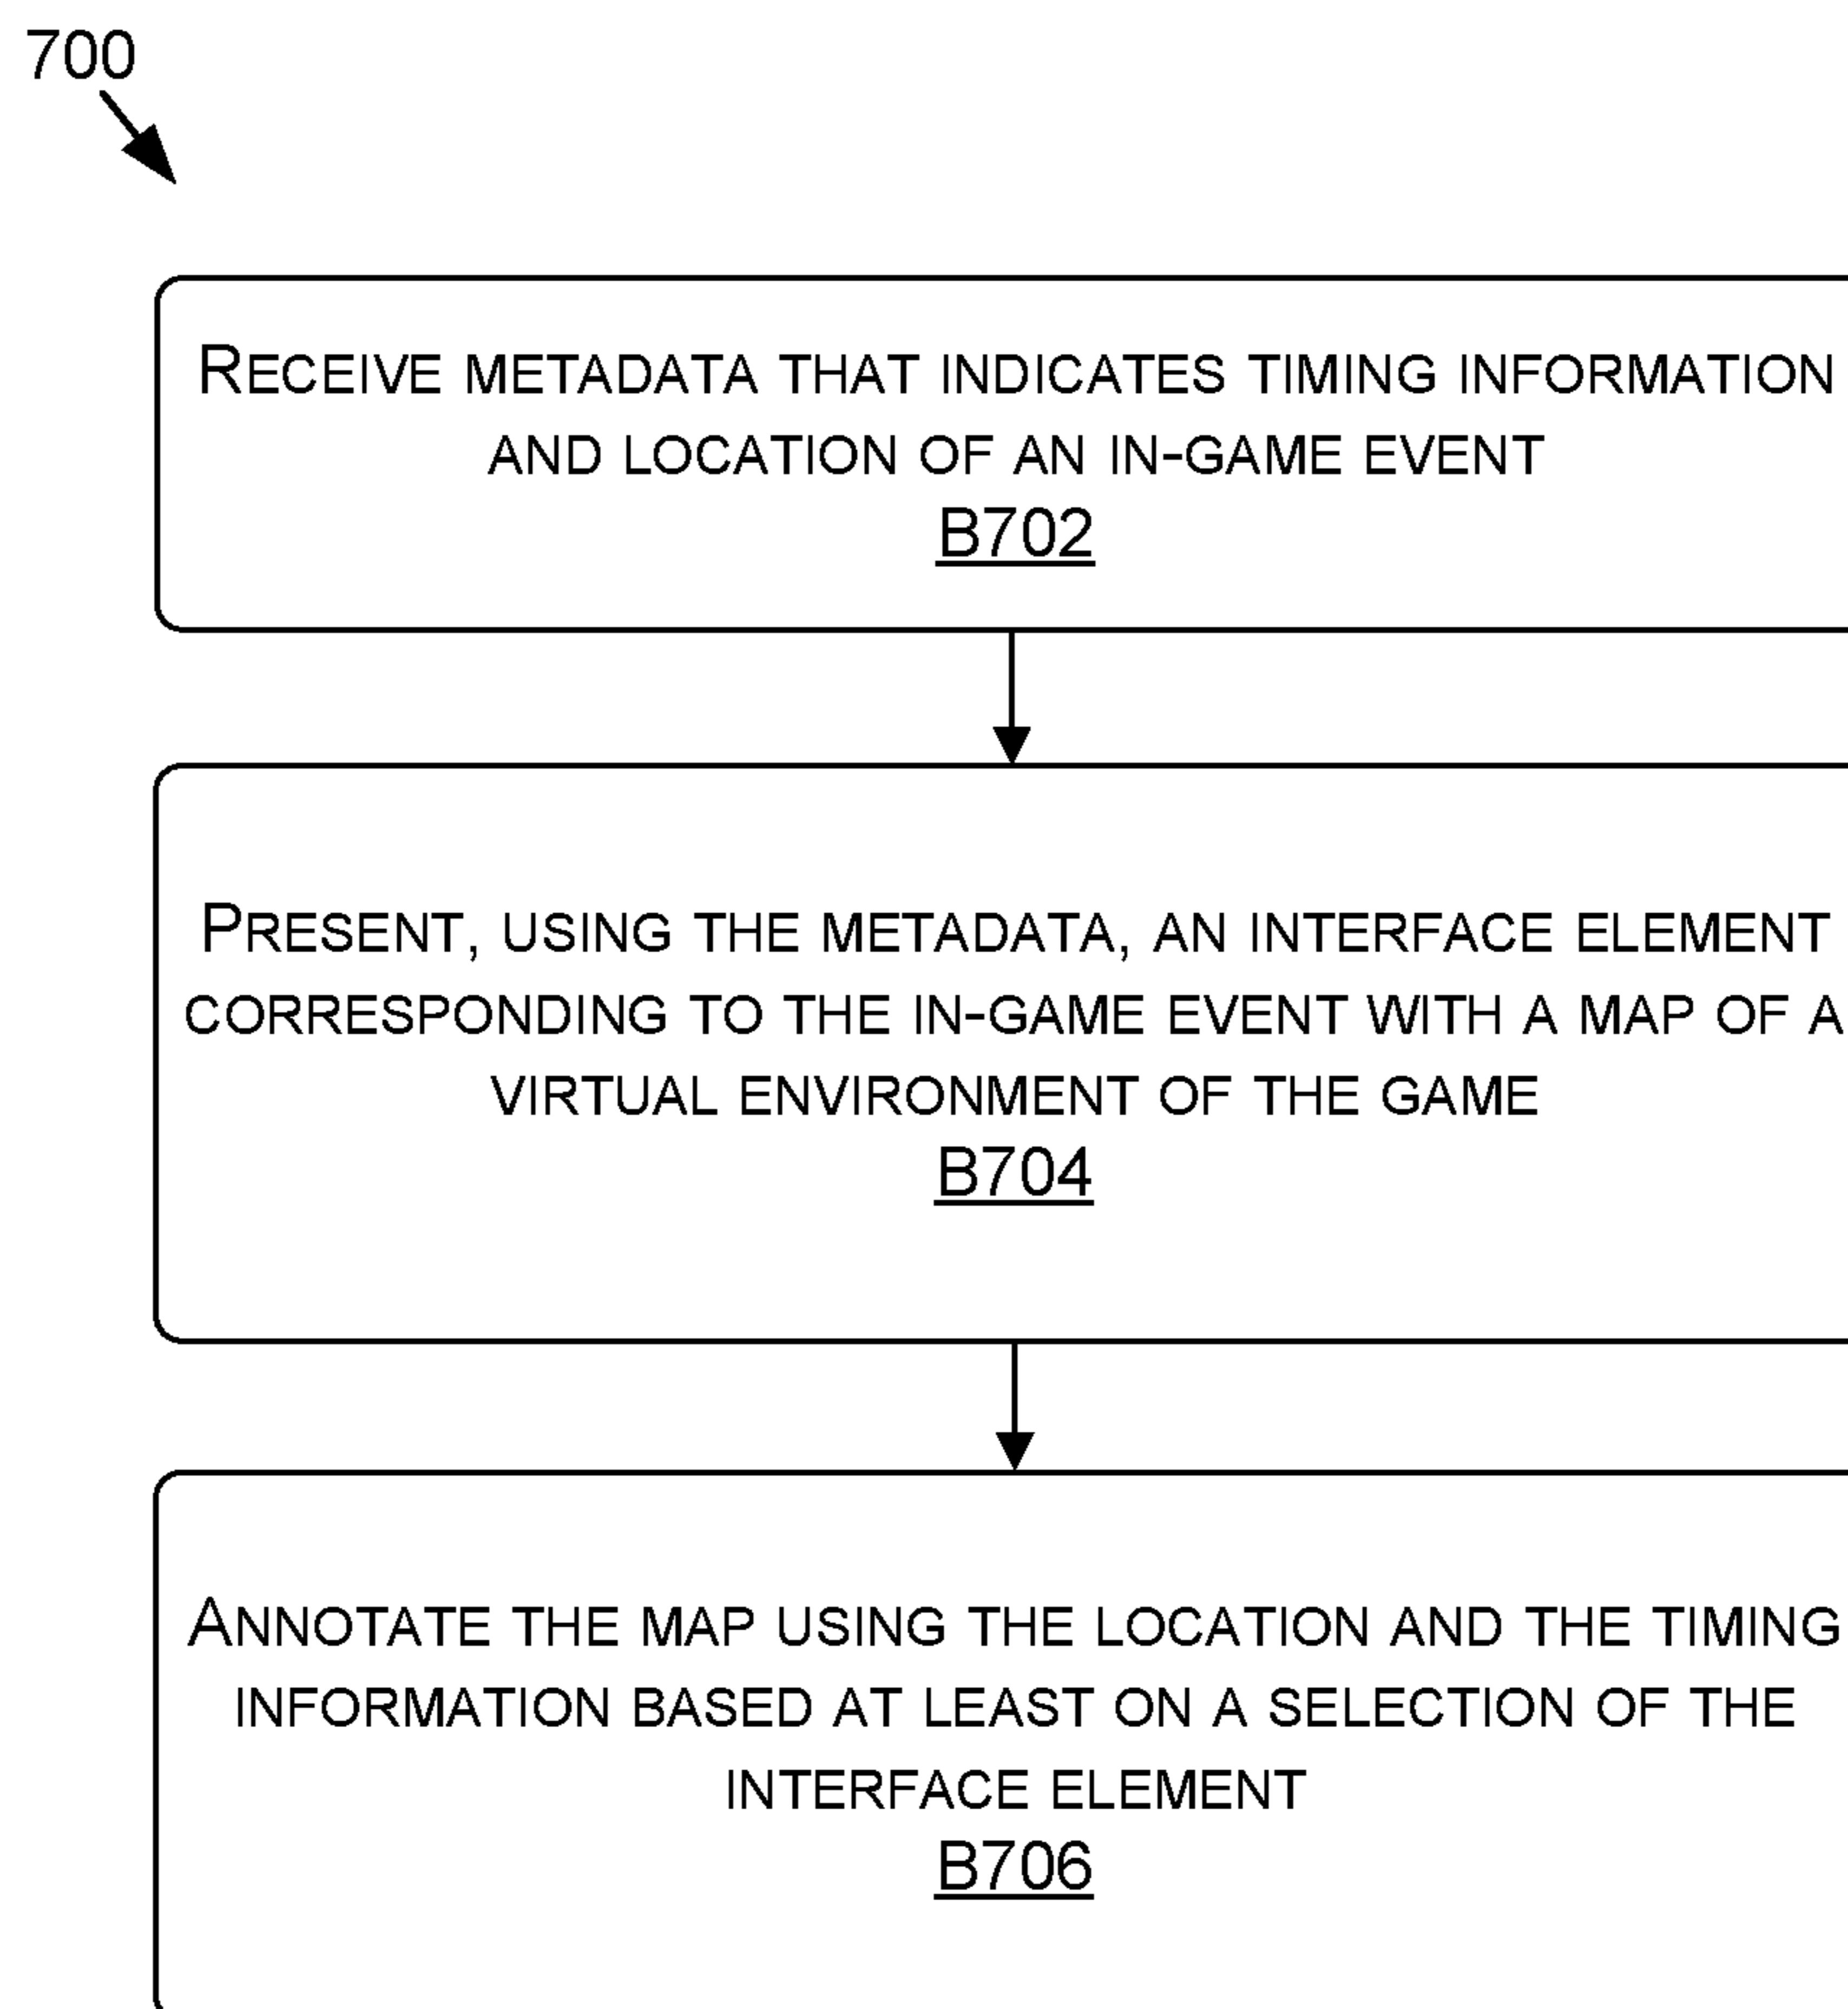 700
RECEIVE METADATA THAT INDICATES TIMING INFORMATION
AND LOCATION OF AN IN-GAME EVENT
B702
PRESENT, USING THE METADATA, AN INTERFACE ELEMENT
CORRESPONDING TO THE IN-GAME EVENT WITH A MAP OF A
VIRTUAL ENVIRONMENT OF THE GAME
B704
ANNOTATE THE MAP USING THE LOCATION AND THE TIMING
INFORMATION BASED AT LEAST ON A SELECTION OF THE
INTERFACE ELEMENT
B706